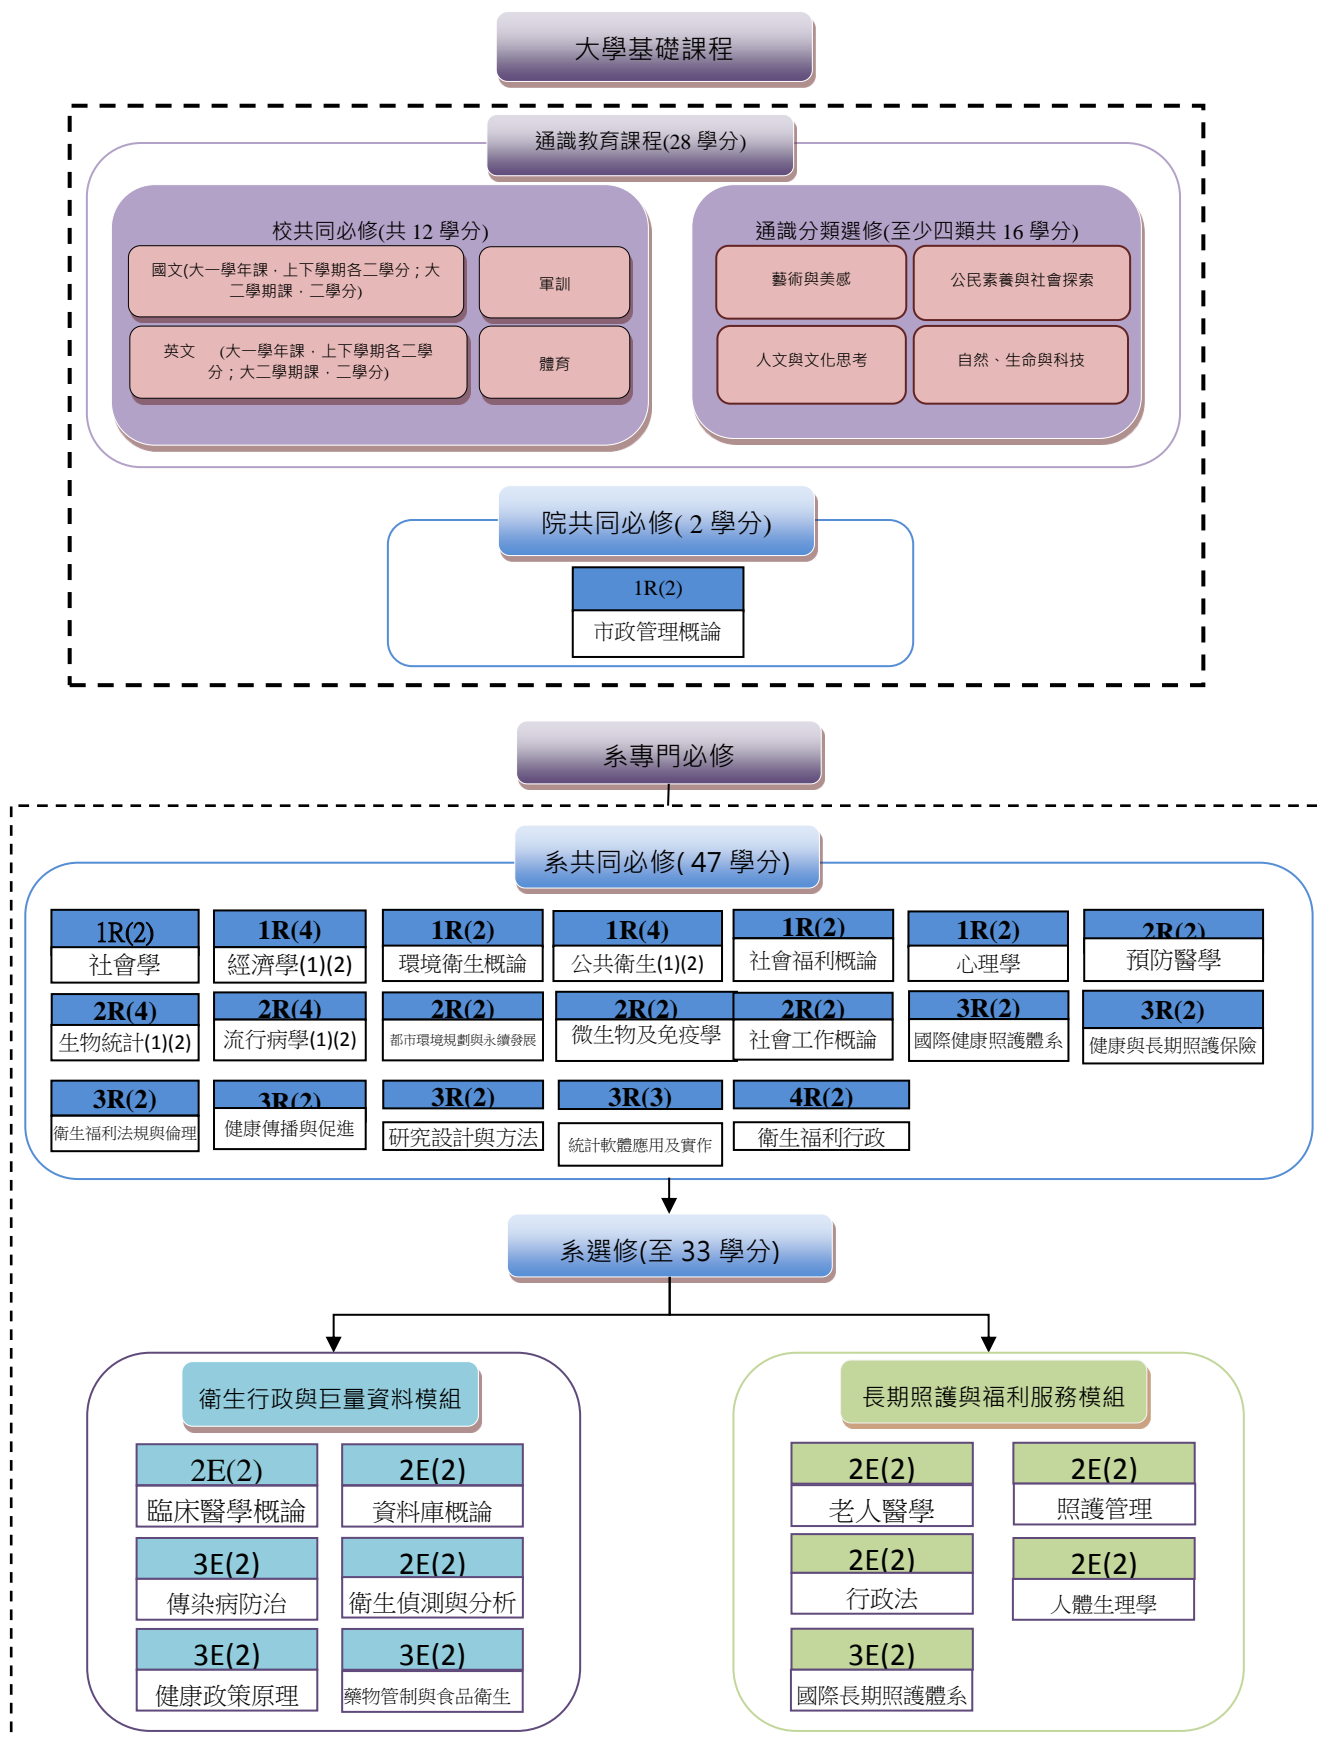 大學基礎課程
通識教育課程(28 學分)
校共同必修(共 12 學分)
國文(大一學年課，上下學期各二學分；大
二學期課，二學分)
軍訓
英文 (大一學年課，上下學期各二學
分；大二學期課，二學分)
體育
通識分類選修(至少四類共 16 學分)
藝術與美感
公民素養與社會探索
人文與文化思考
自然、生命與科技
院共同必修( 2 學分)
1R(2)
市政管理概論
系專門必修
系共同必修( 47 學分)
1R(2)
社會學
1R(4)
經濟學(1)(2)
1R(2)
環境衛生概論
1R(4)
公共衛生(1)(2)
1R(2)
社會福利概論
1R(2)
心理學
2R(2)
預防醫學
2R(4)
生物統計(1)(2)
2R(4)
流行病學(1)(2)
2R(2)
都市環境規劃與永續發展
2R(2)
微生物及免疫學
2R(2)
社會工作概論
3R(2)
國際健康照護體系
3R(2)
健康與長期照護保險
3R(2)
衛生福利法規與倫理
3R(2)
健康傳播與促進
3R(2)
研究設計與方法
3R(3)
統計軟體應用及實作
4R(2)
衛生福利行政
系選修(至 33 學分)
衛生行政與巨量資料模組
2E(2)
臨床醫學概論
2E(2)
資料庫概論
3E(2)
傳染病防治
2E(2)
衛生偵測與分析
3E(2)
健康政策原理
3E(2)
藥物管制與食品衛生
長期照護與福利服務模組
2E(2)
老人醫學
2E(2)
照護管理
2E(2)
行政法
2E(2)
人體生理學
3E(2)
國際長期照護體系